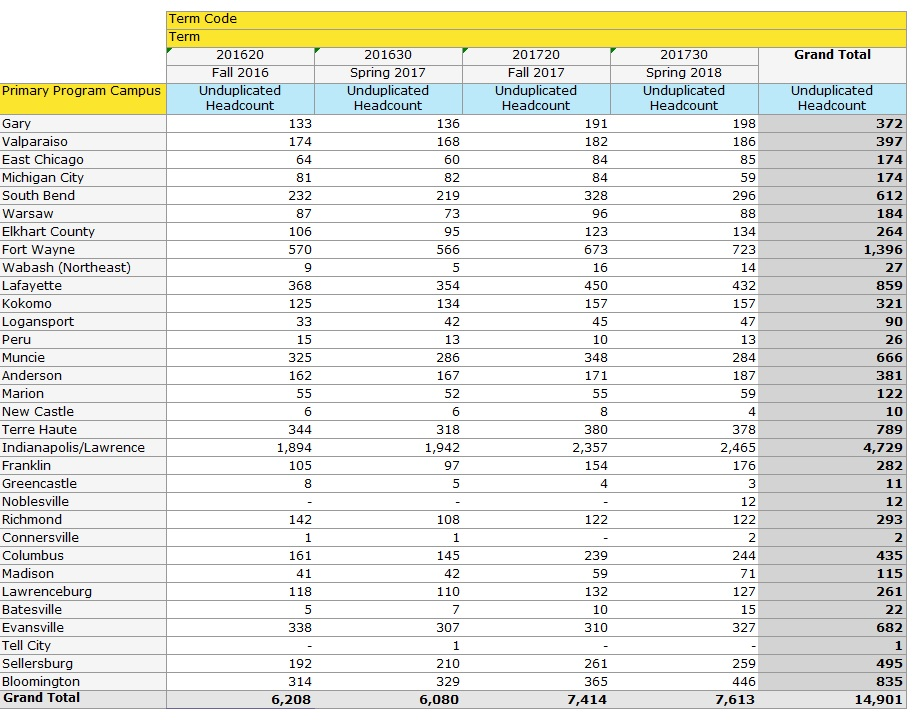 Term Code
Term
201620 201630 201720 201730 Grand Total
Fall 2016 Spring 2017 Fall 2017 Spring 2018
Primary Program Campus Unduplicated Unduplicated Unduplicated Unduplicated Unduplicated
Headcount Headcount Headcount Headcount Headcount
Gary 133 136 191 198 372
Valparaiso 174 168 182 186 397
East Chicago 64 60 84 85 174
Michigan City 81 82 84 59 174
South Bend 232 219 328 296 612
Warsaw 87 73 96 88 184
Elkhart County 106 95 123 134 264
Fort Wayne 570 566 673 723 1,396
Wabash (Northeast) 9 5 16 14 27
Lafayette 368 354 450 432 859
Kokomo 125 134 157 157 321
Logansport 33 42 45 47 90
Peru 15 13 10 13 26
Muncie 325 286 348 284 666
Anderson 162 167 171 187 381
Marion 55 52 55 59 122
New Castle 6 6 8 4 10
Terre Haute 344 318 380 378 789
Indianapolis/Lawrence 1,894 1,942 2,357 2,465 4,729
Franklin 105 97 154 176 282
Greencastle 8 5 4 3 11
Noblesville - - - 12 12
Richmond 142 108 122 122 293
Connersville 1 1 - 2 2
Columbus 161 145 239 244 435
Madison 41 42 59 71 115
Lawrenceburg 118 110 132 127 261
Batesville 5 7 10 15 22
Evansville 338 307 310 327 682
Tell City - 1 - - 1
Sellersburg 192 210 261 259 495
Bloomington 314 329 365 446 835
Grand Total 6,208 6,080 7,414 7,613 14,901